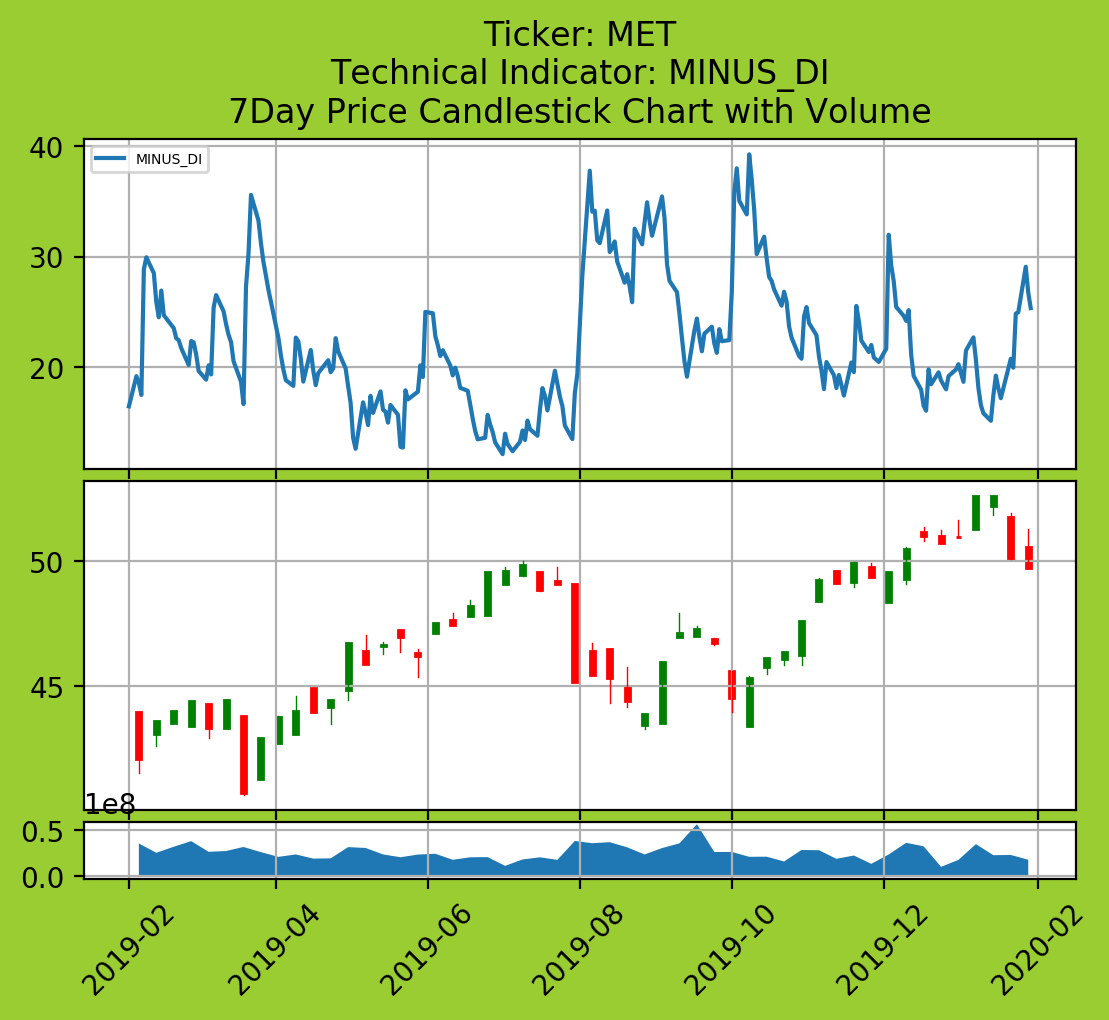 Ticker: MET
Technical Indicator: MINUS_DI
7Day Price Candlestick Chart with Volume
40
MINUS_DI
30
20
50
45
1e8
0.5
0.0
2019-02
2019-04
2019-06
2019-08
2019-10
2019-12
2020-02